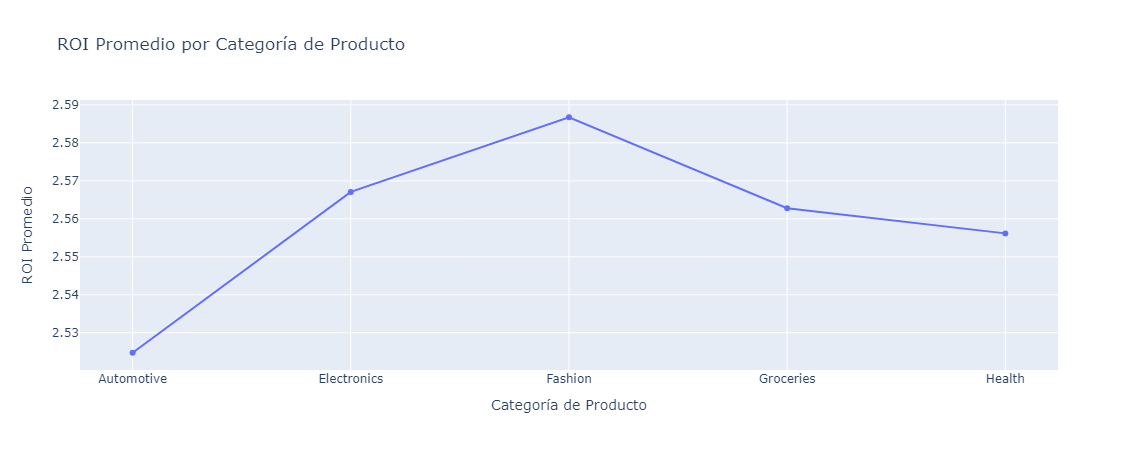 ROI Promedio por Categoría de Producto
2.59
2.58
2.57
2.56
2.55
2.54
2.53
ROI Promedio
Automotive Electronics Fashion Groceries Health
Categoría de Producto